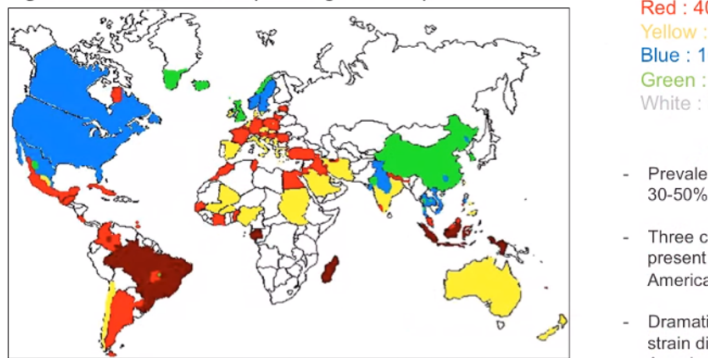 Red : 40
Yellow :
Blue : 1
Green :
White :
- Prevale
30-50%
- Three c
present
America
- Dramati
strain di